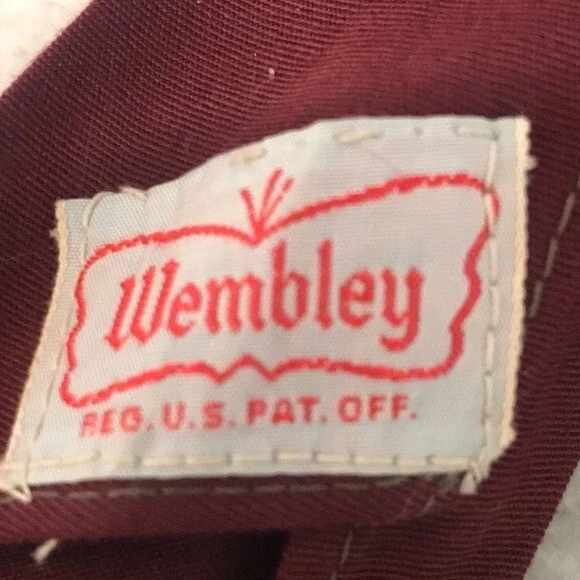 Wembley
REG. U.S. PAT. OFF.